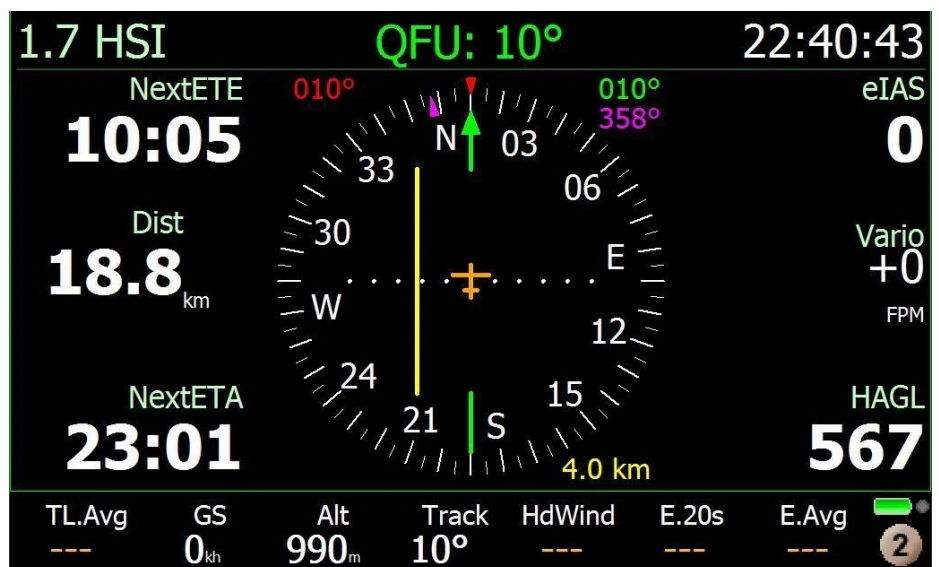 1.7 HSI QFU: 10° 22:40:43
NextETE 010° 010° eIAS
10:05 358° 0
N 03
33 06
Dist 30 E Vario
18.8 km +0
W 12 FPM
24 15
NextETA 21 S HAGL
23:01 4.0 km 567
TL.Avg GS Alt Track HdWind E.20s E.Avg
--- 0kh 990m 10° --- --- --- 2